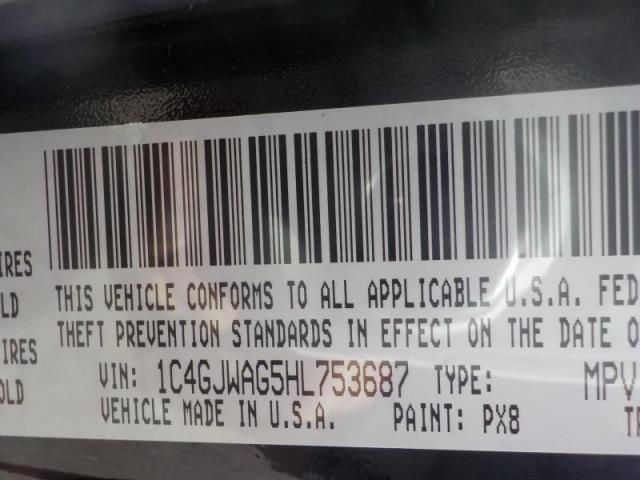 THIS VEHICLE CONFORMS TO ALL APPLICABLE U.S.A. FED
IRES
THEFT PREVENTION STANDARDS IN EFFECT ON THE DATE O
OLD
VIN: 1C4GJWAG5HL753687 TYPE: MPV
IRES
VEHICLE MADE IN U.S.A. PAINT: PX8
OLD